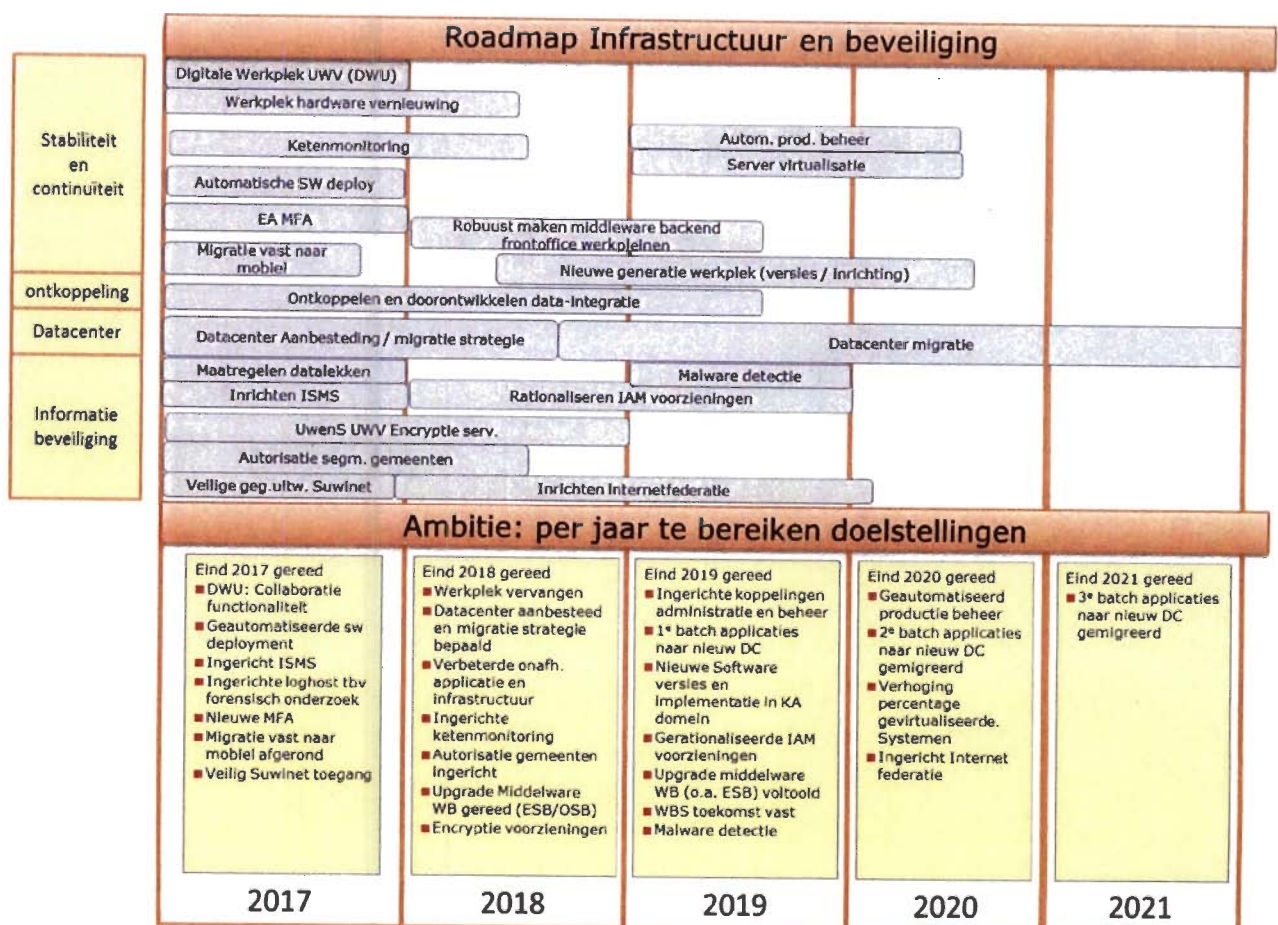 Roadmap Infrastructuur en beveiliging
Stabiliteit
en
continuïteit
Digitale Werkplek UWV (DWU)
Werkplek hardware vernieuwing
Ketenmonitoring
Autom. prod. beheer
Server virtualisatie
Automatische SW deploy
EA MFA
Robuust maken middleware backend
frontoffice werkpleinen
Migratie vast naar
mobiel
Nieuwe generatie werkplek (versies / inrichting)
ontkoppeling
Ontkoppelen en doorontwikkelen data-integratie
Datacenter
Datacenter Aanbesteding / migratie strategie
Datacenter migratie
Informatie
beveiliging
Maatregelen datalekken
Malware detectie
Inrichten ISMS
Rationaliseren IAM voorzieningen
UwenS UWV Encryptie serv.
Autorisatie segm. gemeenten
Veilige geg.uitw. Suwinet
Inrichten Internetfederatie
Ambitie: per jaar te bereiken doelstellingen
Eind 2017 gereed
■ DWU: Collaboratie
functionaliteit
■ Geautomatiseerde sw
deployment
■ Ingericht ISMS
■ Ingerichte loghost tbv
forensisch onderzoek
■ Nieuwe MFA
■ Migratie vast naar
mobiel afgerond
■ Veilig Suwinet toegang
2017
Eind 2018 gereed
■ Werkplek vervangen
■ Datacenter aanbesteed
en migratie strategie
bepaald
■ Verbeterde onafh.
applicatie en
infrastructuur
■ Ingerichte
ketenmonitoring
■ Autorisatie gemeenten
ingericht
■ Upgrade Middelware
WB gereed (ESB/OSB)
■ Encryptie voorzieningen
2018
Eind 2019 gereed
■ Ingerichte koppelingen
administratie en beheer
■ 1e batch applicaties
naar nieuw DC
■ Nieuwe Software
versies en
implementatie in KA
domein
■ Gerationaliseerde IAM
voorzieningen
■ Upgrade middelware
WB (o.a. ESB) voltooid
■ WBS toekomst vast
■ Malware detectie
2019
Eind 2020 gereed
■ Geautomatiseerd
productie beheer
■ 2e batch applicaties
naar nieuw DC
gemigreerd
■ Verhoging
percentage
gevirtualiseerde.
Systemen
■ Ingericht Internet
federatie
2020
Eind 2021 gereed
■ 3e batch applicaties
naar nieuw DC
gemigreerd
2021